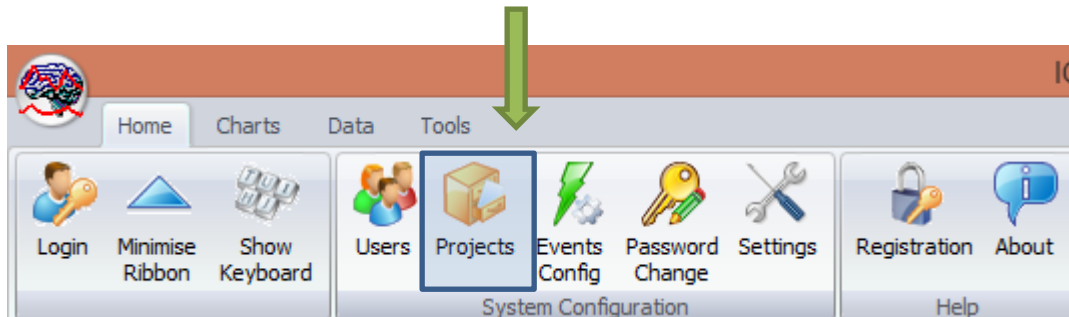 IC
Home Charts Data Tools
Login Minimise Ribbon Show Keyboard Users Projects Events Config Password Change Settings Registration About
System Configuration Help